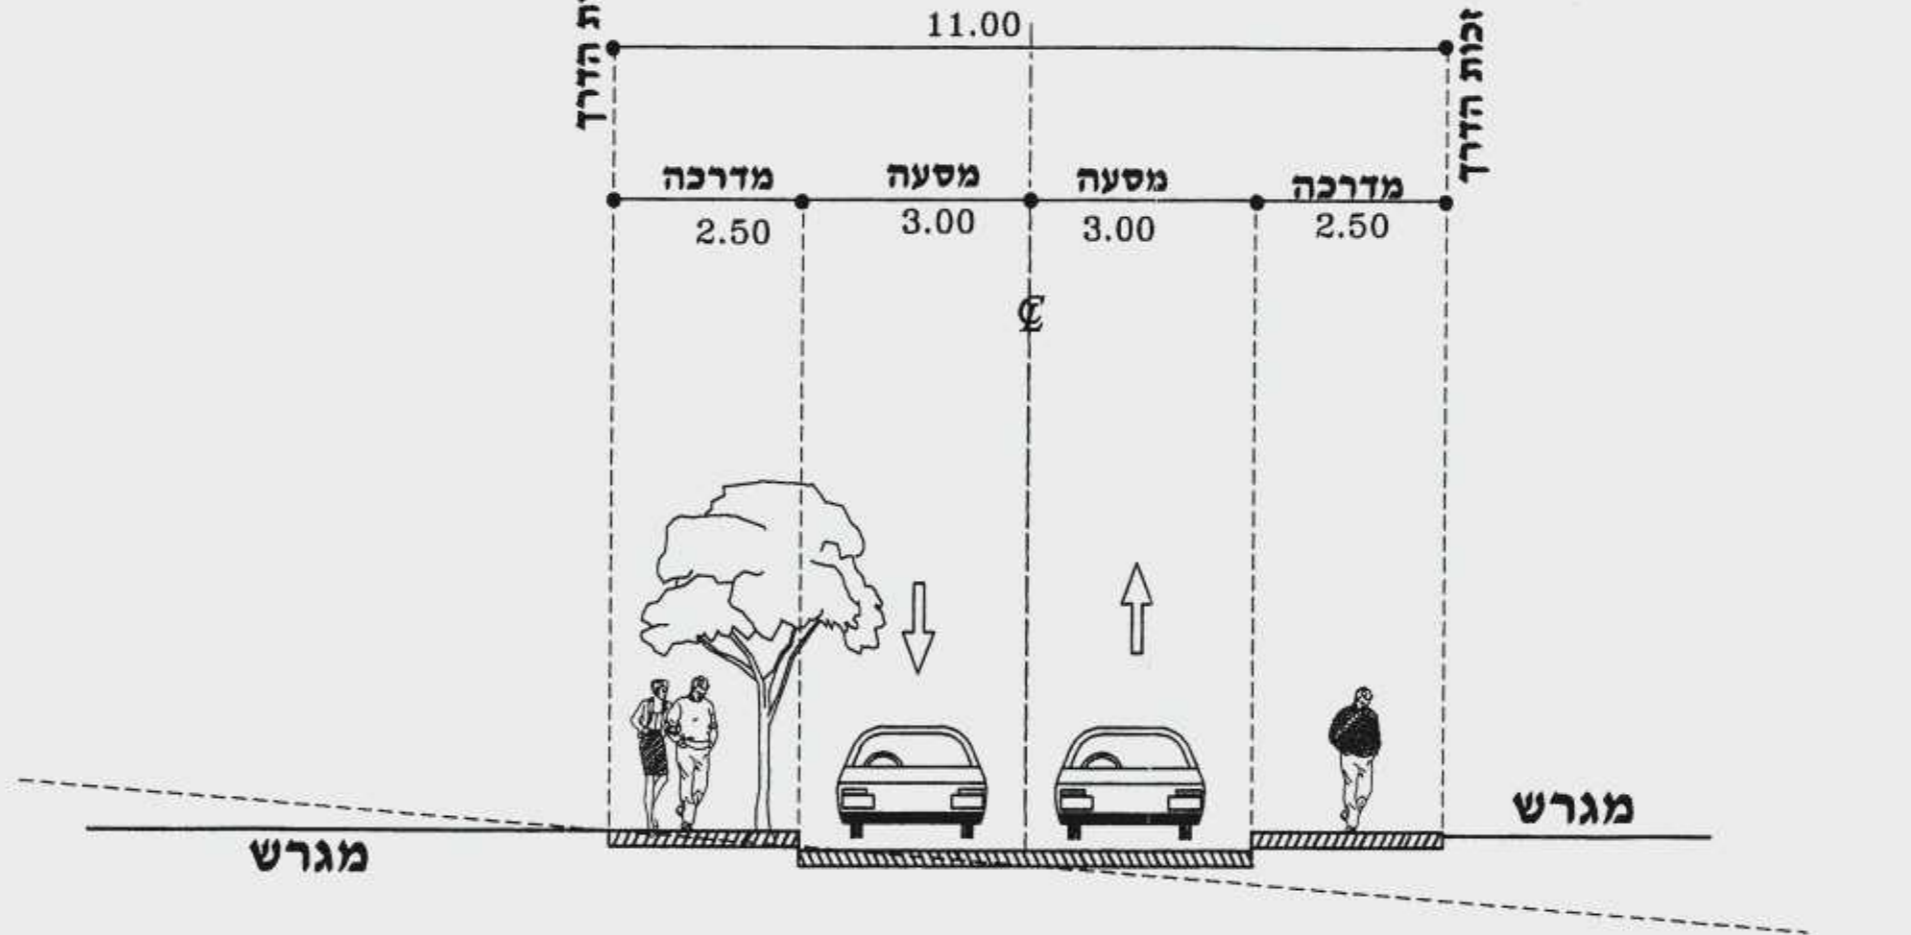 11.00
זכות הדרך
ת הדרך
מסעה
מדרכה
מסעה
מדרכה
2.50
3.00
3.00
2.50
℄
מגרש
מגרש